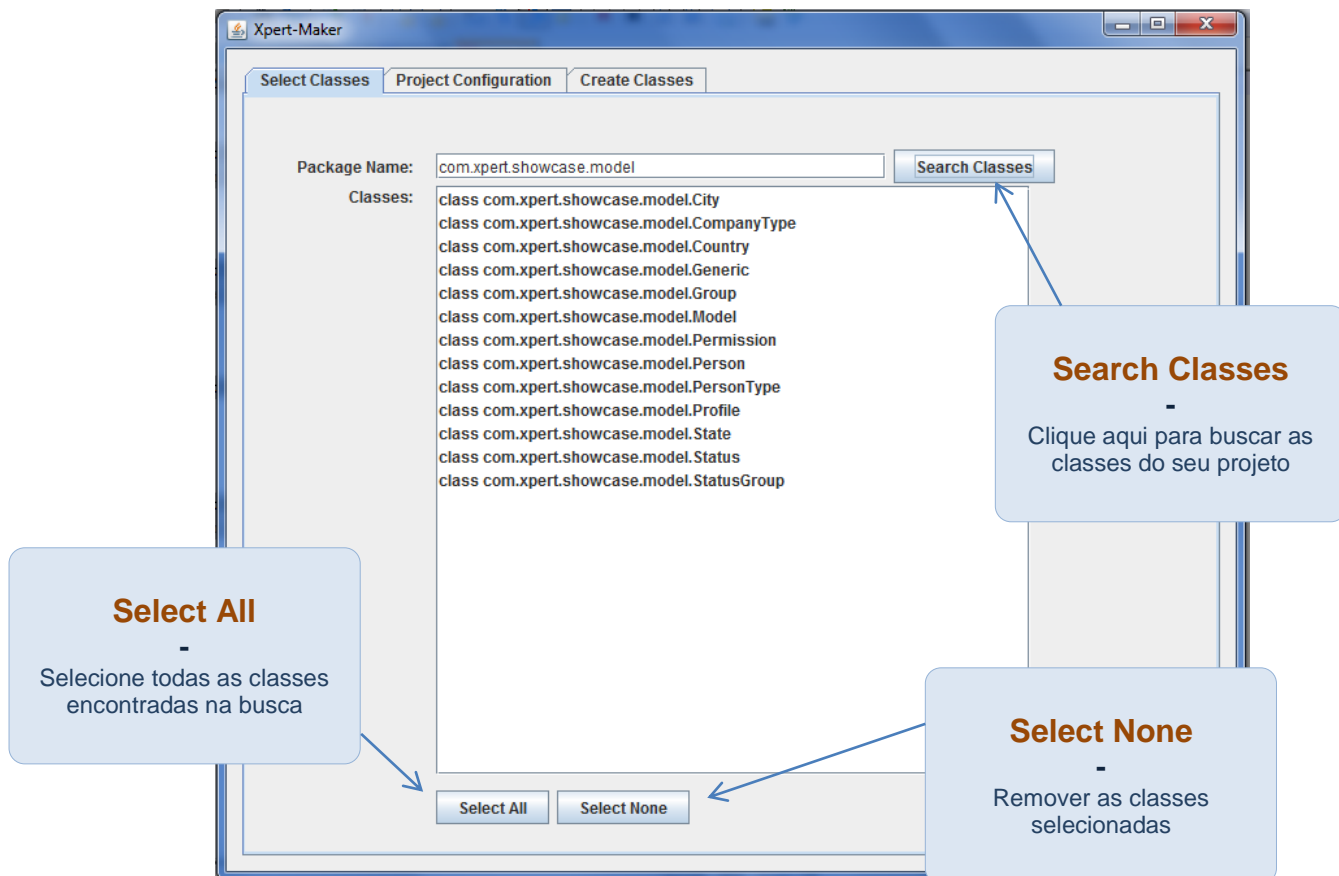 Xpert-Maker
Select Classes
Project Configuration
Create Classes
Package Name:
com.xpert.showcase.model
Search Classes
Classes:
class com.xpert.showcase.model.City
class com.xpert.showcase.model.CompanyType
class com.xpert.showcase.model.Country
class com.xpert.showcase.model.Generic
class com.xpert.showcase.model.Group
class com.xpert.showcase.model.Model
class com.xpert.showcase.model.Permission
class com.xpert.showcase.model.Person
class com.xpert.showcase.model.PersonType
class com.xpert.showcase.model.Profile
class com.xpert.showcase.model.State
class com.xpert.showcase.model.Status
class com.xpert.showcase.model.StatusGroup
Search Classes
-
Clique aqui para buscar as
classes do seu projeto
Select All
-
Selecione todas as classes
encontradas na busca
Select None
-
Remover as classes
selecionadas
Select All
Select None